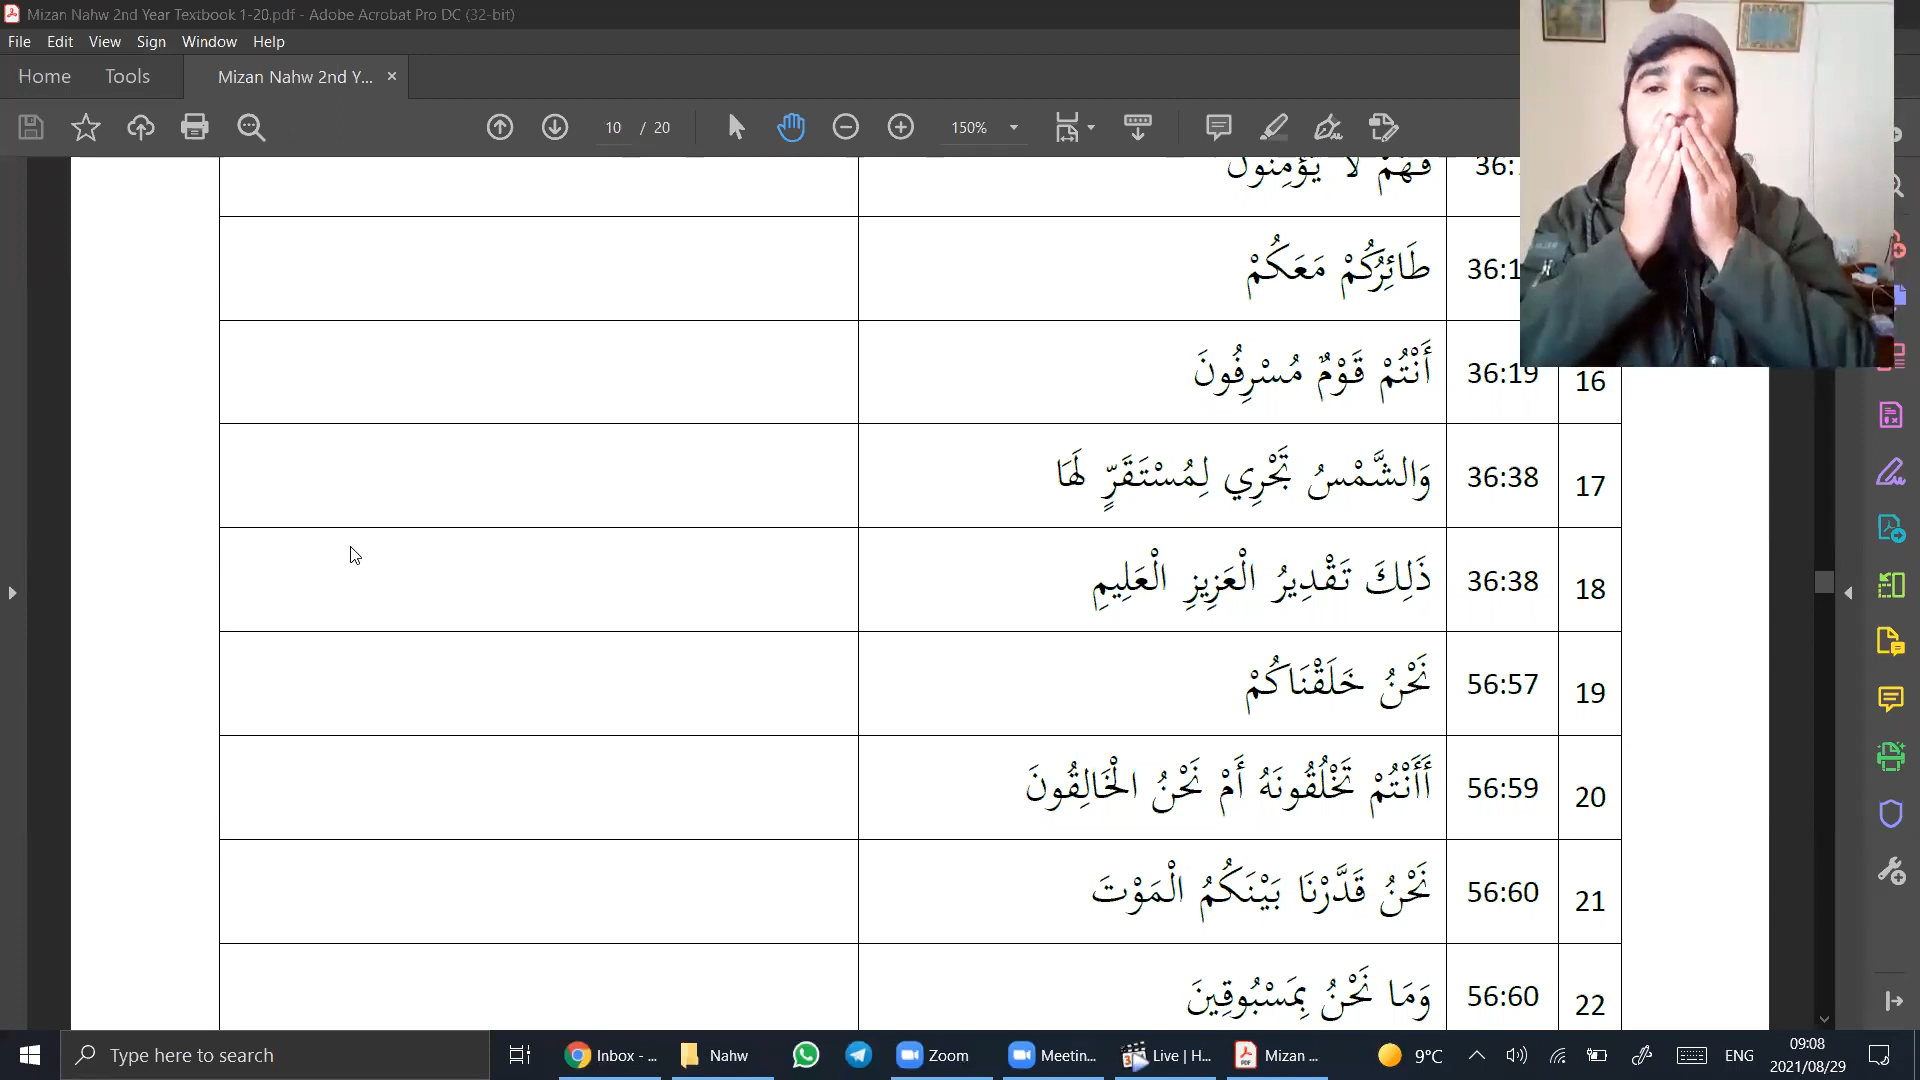 Mizan Nahw 2nd Year Textbook 1-20.pdf - Adobe Acrobat Pro DC (32-bit)
File Edit View Sign Window Help
Home Tools Mizan Nahw 2nd Y... ×
10 / 20 150%
فَهُمْ لَا يُؤْمِنُونَ 36:
طَائِرُكُمْ مَعَكُمْ 36:1
16 36:19 أَنْتُمْ قَوْمٌ مُسْرِفُونَ
17 36:38 وَالشَّمْسُ تَجْرِي لِمُسْتَقَرٍّ لَهَا
18 36:38 ذَلِكَ تَقْدِيرُ الْعَزِيزِ الْعَلِيمِ
19 56:57 نَحْنُ خَلَقْنَاكُمْ
20 56:59 أَأَنْتُمْ تَخْلُقُونَهُ أَمْ نَحْنُ الْخَالِقُونَ
21 56:60 نَحْنُ قَدَّرْنَا بَيْنَكُمُ الْمَوْتَ
22 56:60 وَمَا نَحْنُ بِمَسْبُوقِينَ
Type here to search Inbox - ... Nahw Zoom Meetin... Live | H... Mizan ... 9°C ENG 09:08
2021/08/29